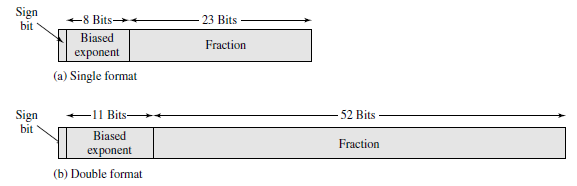 Sign
bit
8 Bits
23 Bits
Biased
exponent
Fraction
(a) Single format
Sign
bit
11 Bits
52 Bits
Biased
exponent
Fraction
(b) Double format